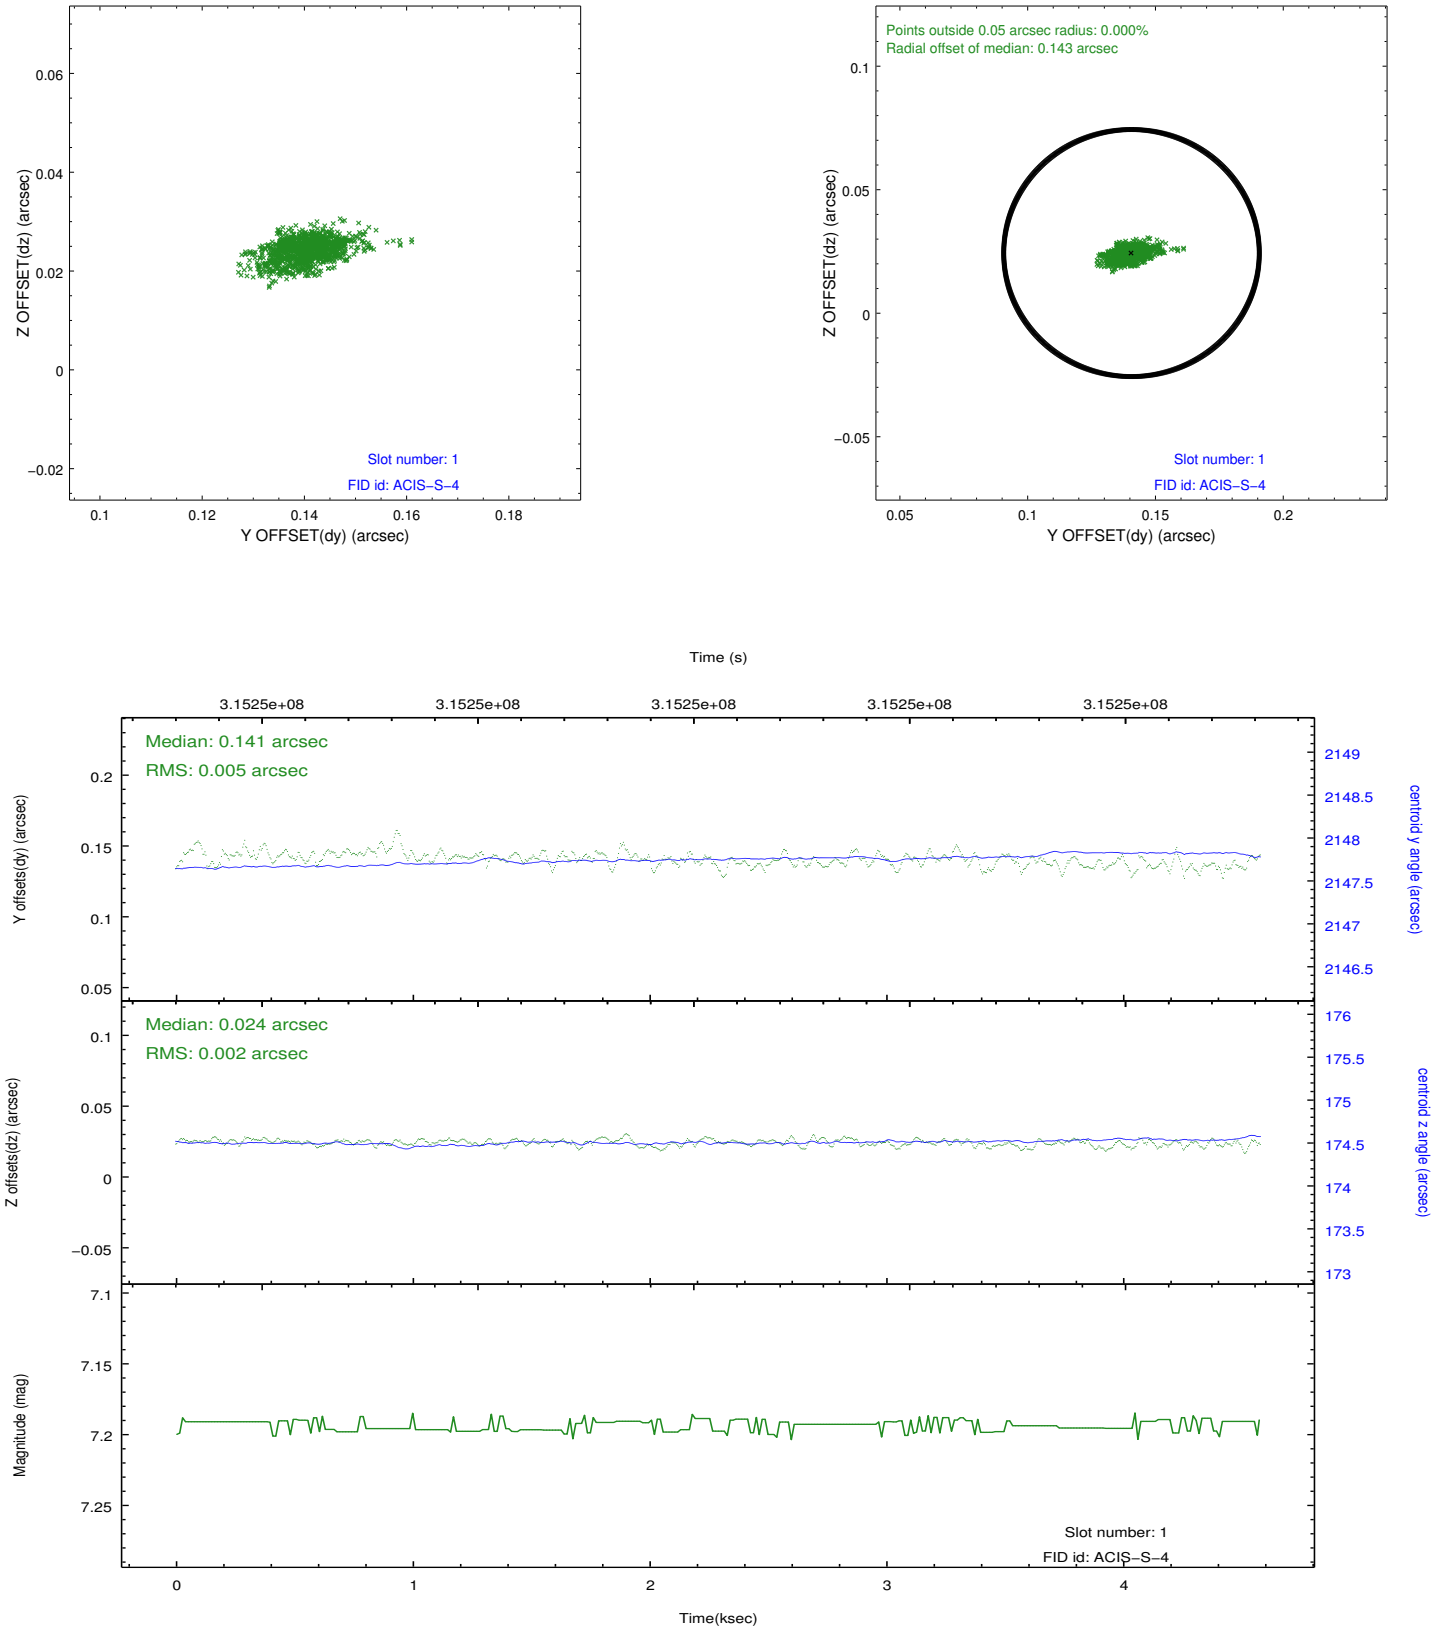 0.06
0.04
0.02
0
−0.02
Z OFFSET(dz) (arcsec)
Slot number: 1
FID id: ACIS−S−4
0.1
0.12
0.14
0.16
0.18
Y OFFSET(dy) (arcsec)
Points outside 0.05 arcsec radius: 0.000%
Radial offset of median: 0.143 arcsec
0.1
0.05
0
−0.05
Z OFFSET(dz) (arcsec)
Slot number: 1
FID id: ACIS−S−4
0.05
0.1
0.15
0.2
Y OFFSET(dy) (arcsec)
Time (s)
3.1525e+08
3.1525e+08
3.1525e+08
3.1525e+08
3.1525e+08
Median: 0.141 arcsec
RMS: 0.005 arcsec
0.2
0.15
0.1
0.05
Y offsets(dy) (arcsec)
2149
2148.5
2148
2147.5
2147
2146.5
centroid y angle (arcsec)
Median: 0.024 arcsec
RMS: 0.002 arcsec
0.1
0.05
0
−0.05
Z offsets(dz) (arcsec)
176
175.5
175
174.5
174
173.5
173
centroid z angle (arcsec)
7.1
7.15
7.2
7.25
Magnitude (mag)
Slot number: 1
FID id: ACIS−S−4
0
1
2
3
4
Time(ksec)